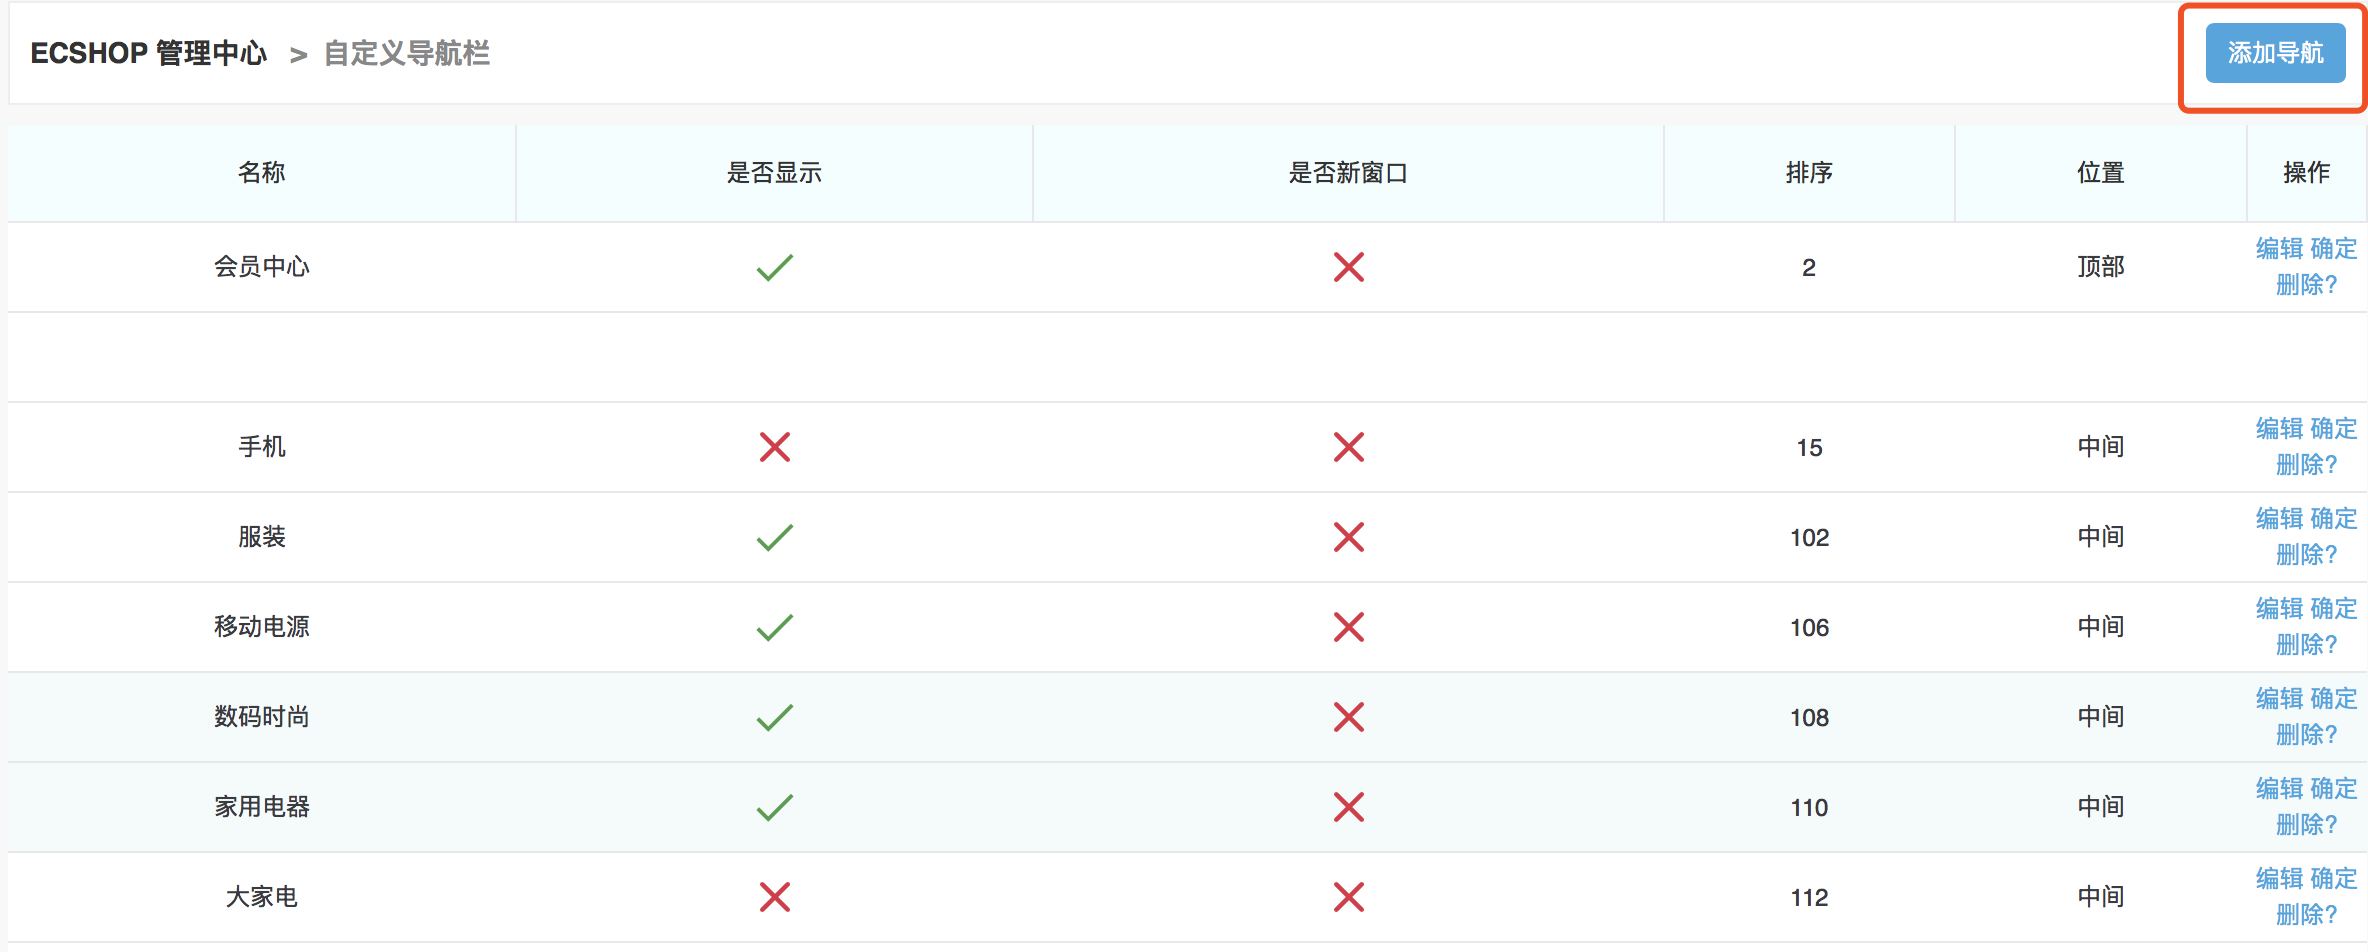 ECSHOP 管理中心 > 自定义导航栏 添加导航
名称 是否显示 是否新窗口 排序 位置 操作
会员中心 2 顶部 编辑 确定
删除?
手机 15 中间 编辑 确定
删除?
服装 102 中间 编辑 确定
删除?
移动电源 106 中间 编辑 确定
删除?
数码时尚 108 中间 编辑 确定
删除?
家用电器 110 中间 编辑 确定
删除?
大家电 112 中间 编辑 确定
删除?